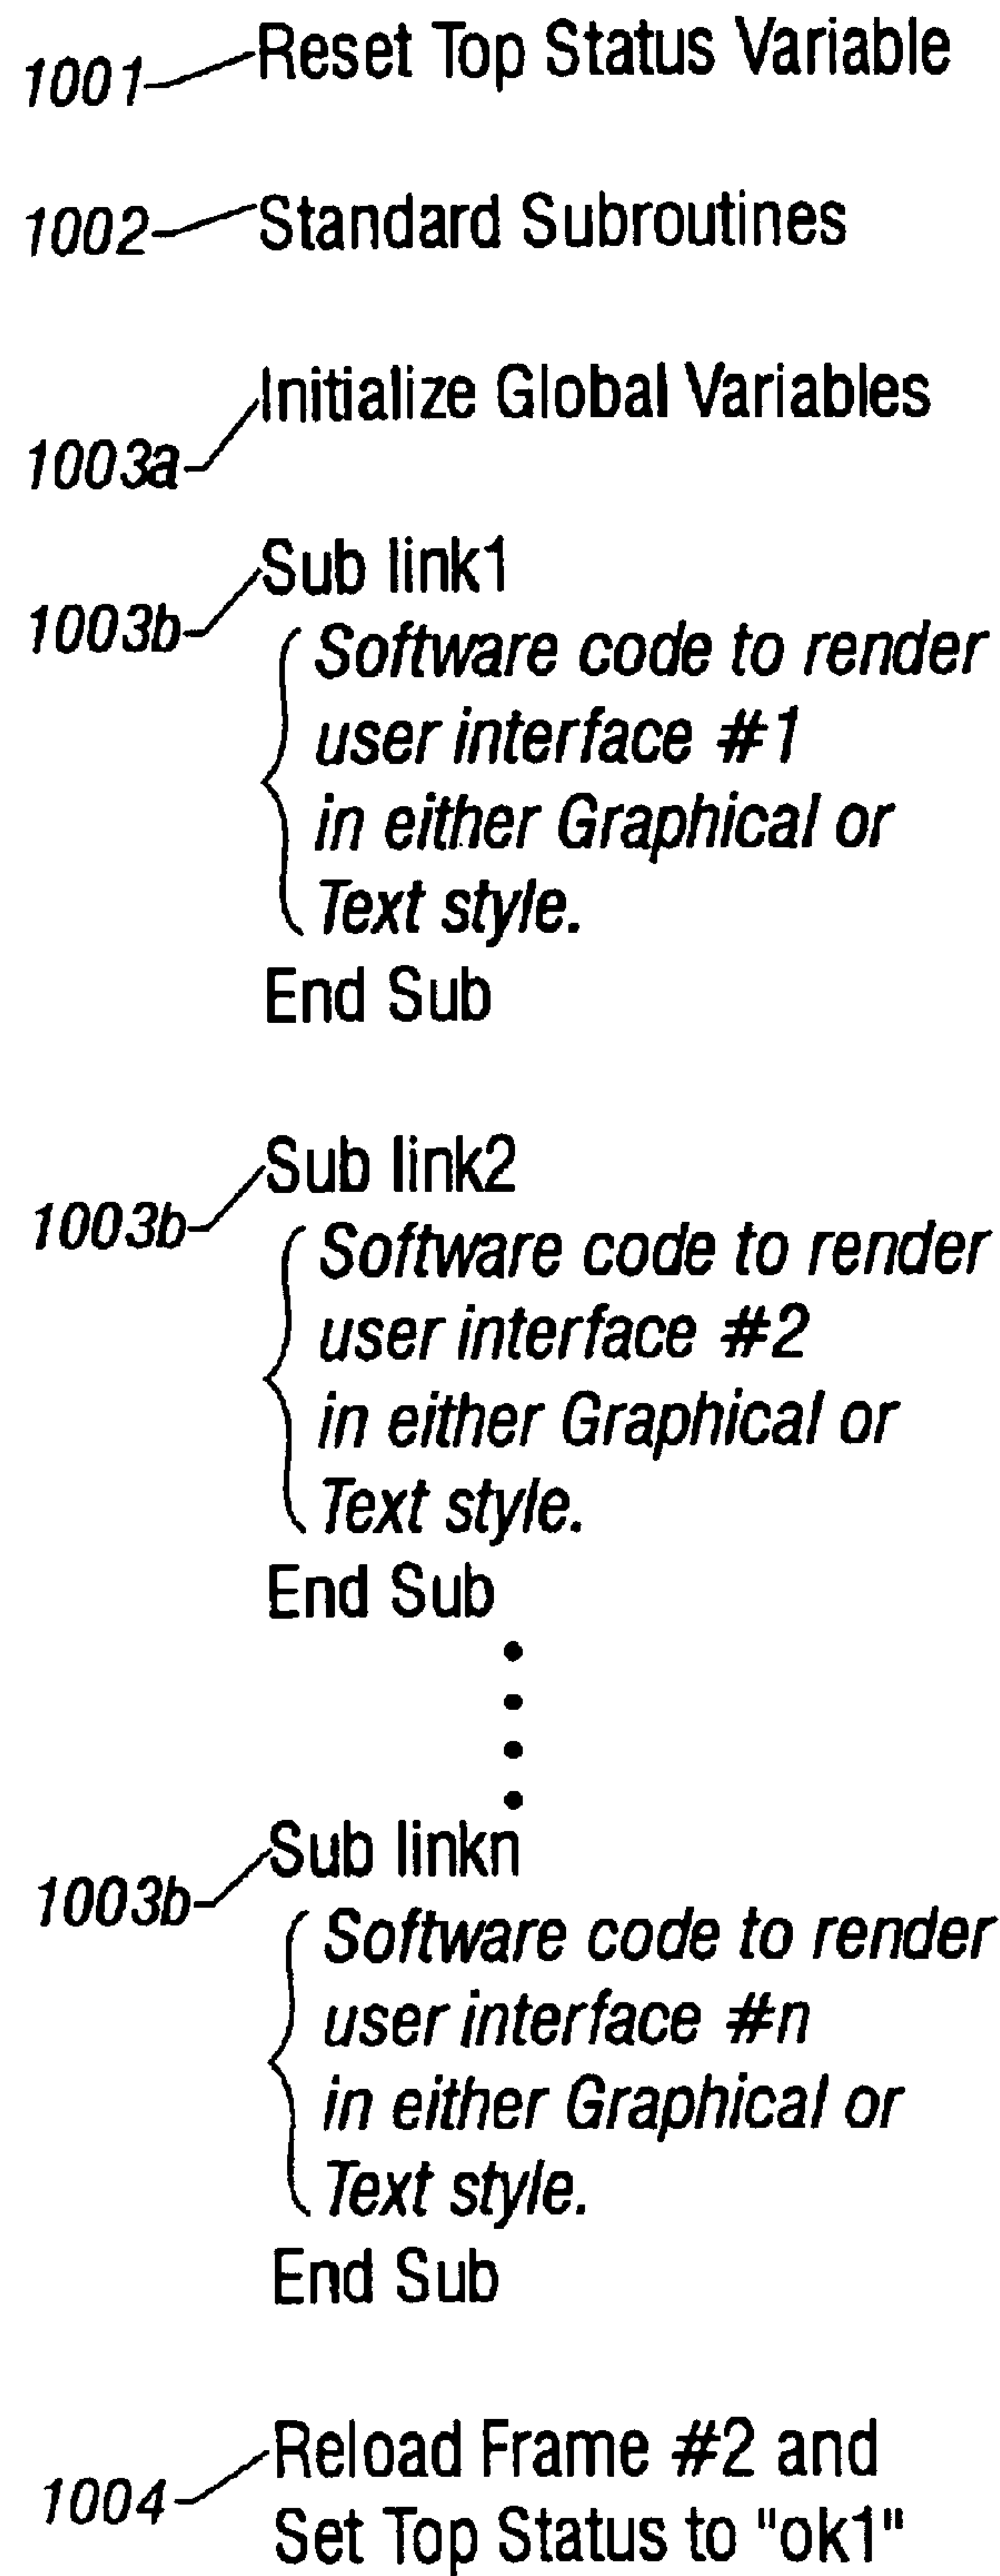 1001 Reset Top Status Variable
1002 Standard Subroutines
Initialize Global Variables
1003a
Sub link1
1003b
Software code to render
user interface #1
in either Graphical or
Text style.
End Sub
Sub link2
1003b
Software code to render
user interface #2
in either Graphical or
Text style.
End Sub
Sub linkn
1003b
Software code to render
user interface #n
in either Graphical or
Text style.
End Sub
Reload Frame #2 and
1004
Set Top Status to "ok1"